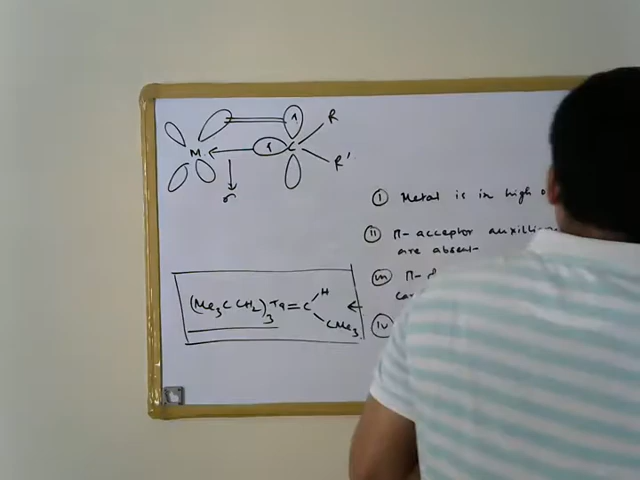 R
M
C
R'
σ
(i) Metal is in high
(ii) π-acceptor auxilli
are absent-
(iii) π-
(Me3CCH2)3Ta=C
H
CMe3
(iv)